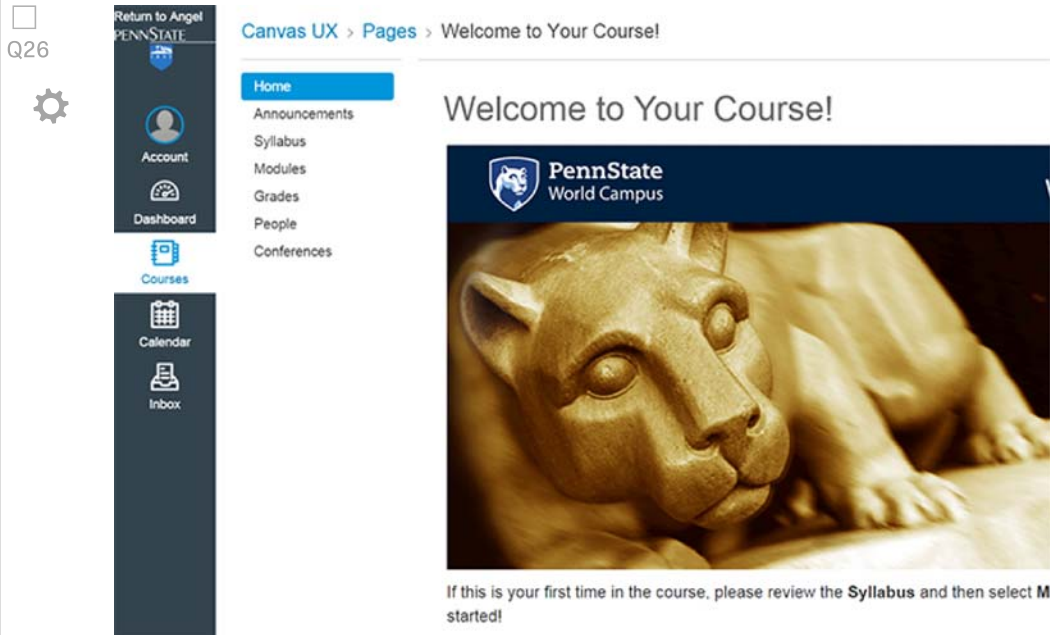 Q26
Return to Angel
PENNSTATE
Account
Dashboard
Courses
Calendar
Inbox
Canvas UX > Pages > Welcome to Your Course!
Home
Announcements
Syllabus
Modules
Grades
People
Conferences
Welcome to Your Course!
PennState
World Campus
If this is your first time in the course, please review the Syllabus and then select M
started!